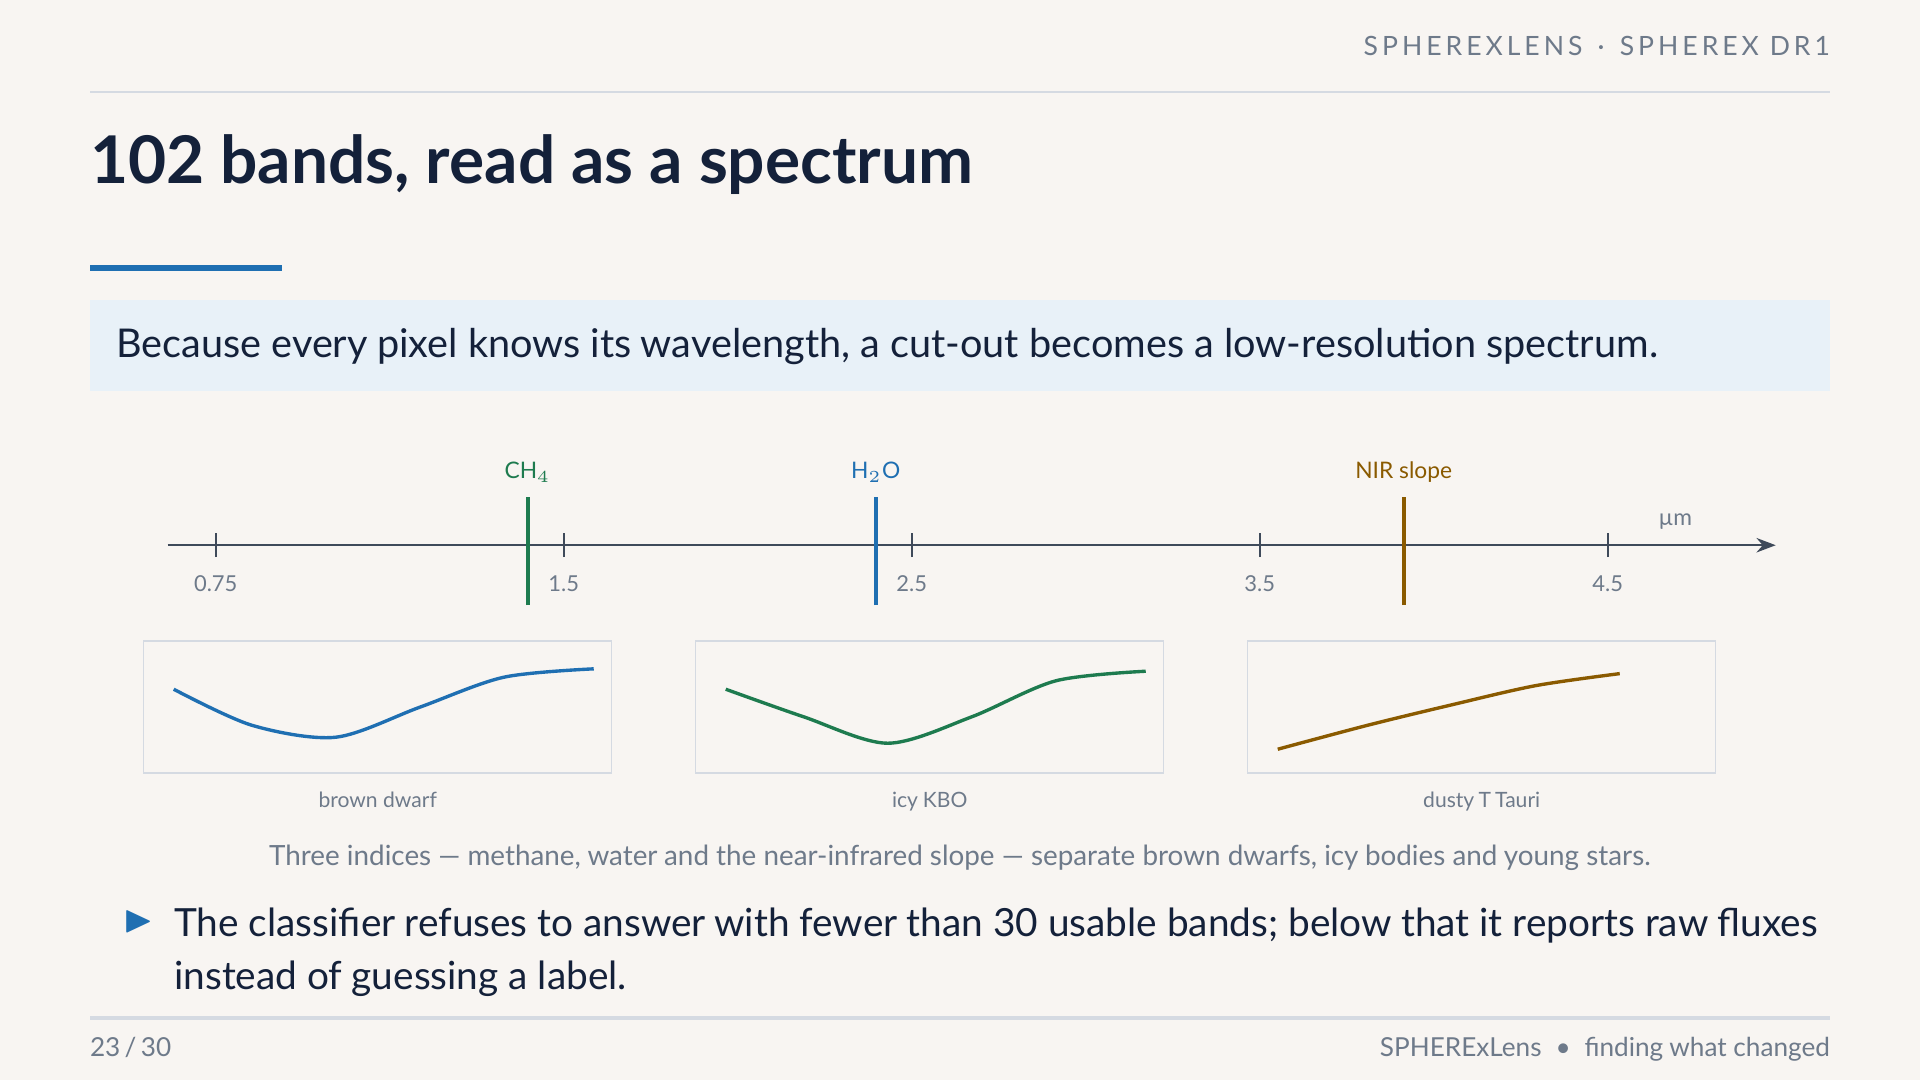 SPHEREXLENS · SPHEREX DR1
102 bands, read as a spectrum
Because every pixel knows its wavelength, a cut-out becomes a low-resolution spectrum.
CH₄ H₂O NIR slope
µm
0.75 1.5 2.5 3.5 4.5
brown dwarf icy KBO dusty T Tauri
Three indices — methane, water and the near-infrared slope — separate brown dwarfs, icy bodies and young stars.
The classifier refuses to answer with fewer than 30 usable bands; below that it reports raw fluxes
instead of guessing a label.
23 / 30 SPHERExLens • finding what changed